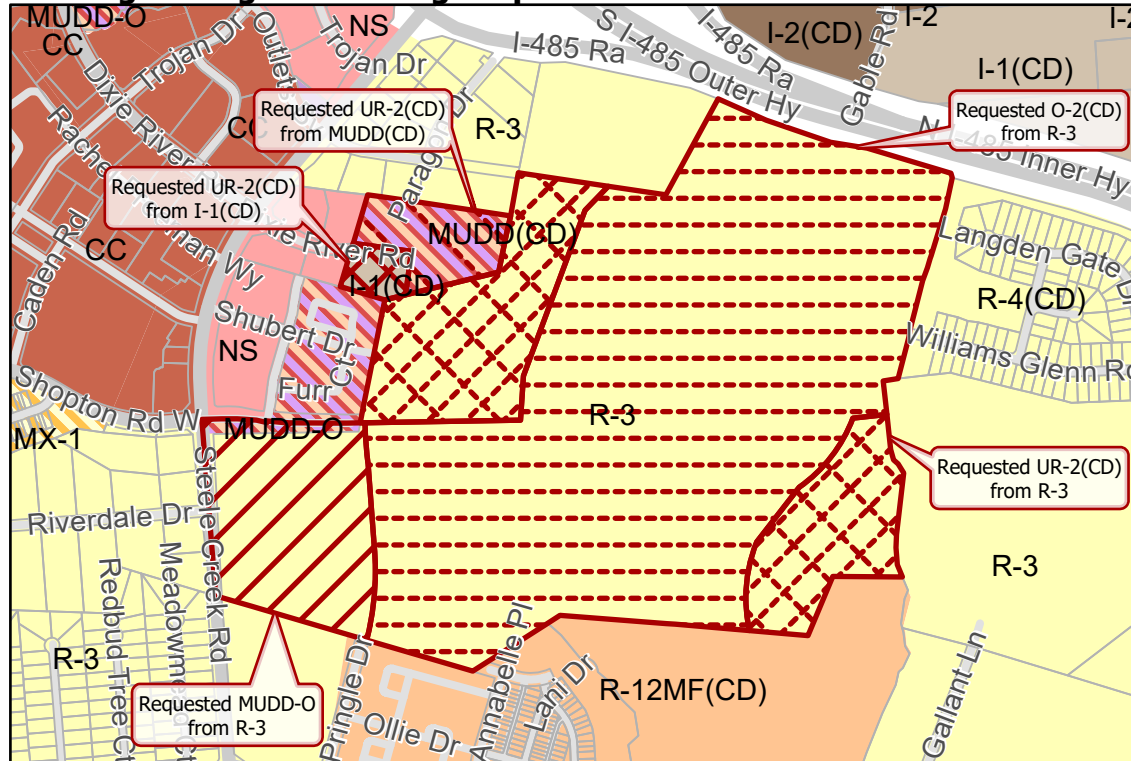 MUDD-O
CC
NS
Trojan Dr
Trojan Dr
I-485 Ra
S I-485 Outer Hy
I-485 Ra
I-2(CD)
Gable Rd
I-2
I-1(CD)
Dixie River Rd
Requested UR-2(CD)
from MUDD(CD)
R-3
Paragon Dr
Requested O-2(CD)
from R-3
N I-485 Inner Hy
Requested UR-2(CD)
from I-1(CD)
MUDD(CD)
Dixie River Rd
I-1(CD)
CC
Caden Rd
Langden Gate Dr
R-4(CD)
Williams Glenn Rd
Shubert Dr
NS
Furr Ct
Shopton Rd W
MX-1
MUDD-O
R-3
Requested UR-2(CD)
from R-3
Steele Creek Rd
Riverdale Dr
Meadowmead Ct
Redbud Tree Ct
R-3
R-3
Requested MUDD-O
from R-3
Pringle Dr
Ollie Dr
Annabelle Pl
Lani Dr
R-12MF(CD)
Gallant Ln